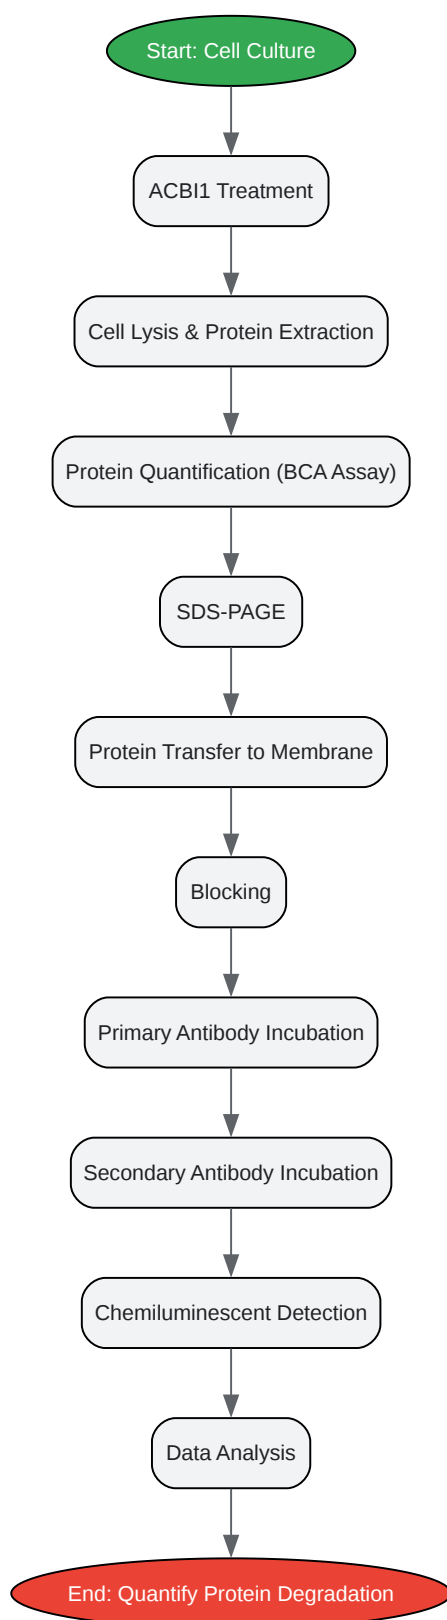 Start: Cell Culture
ACBI1 Treatment
Cell Lysis & Protein Extraction
Protein Quantification (BCA Assay)
SDS-PAGE
Protein Transfer to Membrane
Blocking
Primary Antibody Incubation
Secondary Antibody Incubation
Chemiluminescent Detection
Data Analysis
End: Quantify Protein Degradation